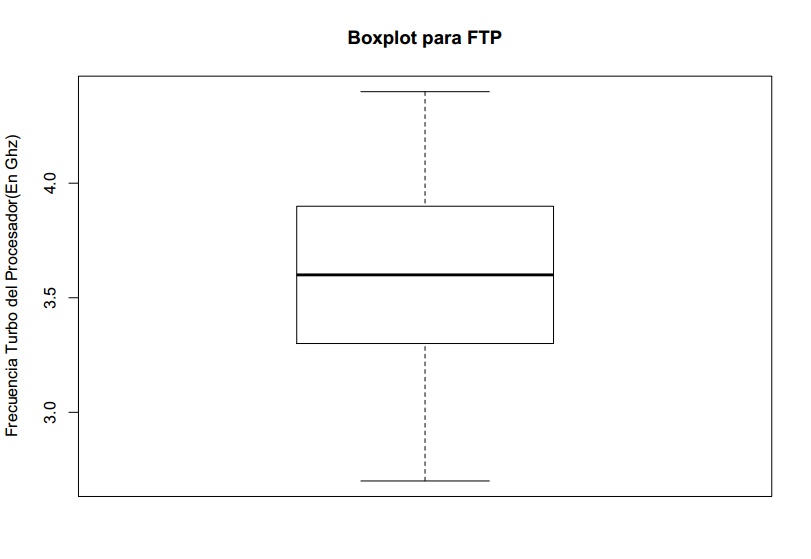 Boxplot para FTP
Frecuencia Turbo del Procesador(En Ghz)
4.0
3.5
3.0